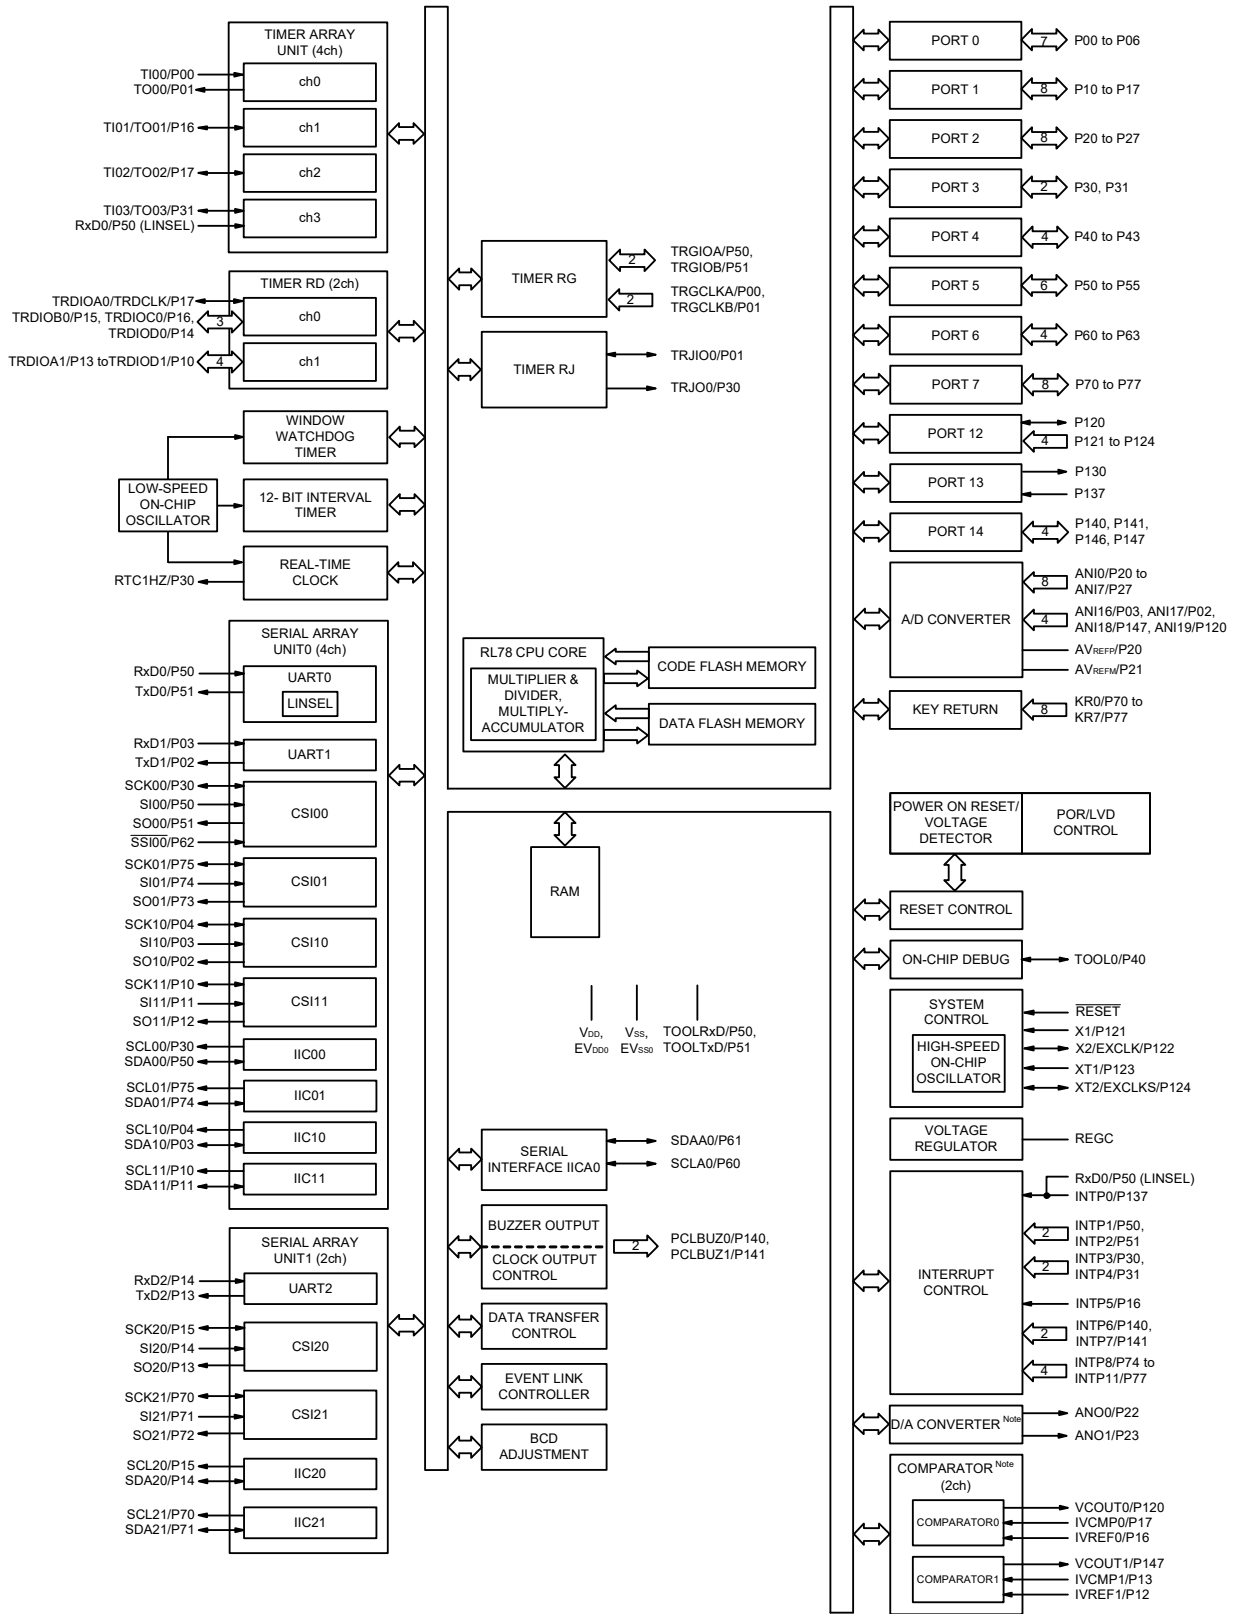 TIMER ARRAY
UNIT (4ch)
TI00/P00
TO00/P01
ch0
TI01/TO01/P16
ch1
TI02/TO02/P17
ch2
TI03/TO03/P31
RxD0/P50 (LINSEL)
ch3
TIMER RD (2ch)
TRDIOA0/TRDCLK/P17
TRDIOB0/P15, TRDIOC0/P16,
TRDIOD0/P14
3
ch0
TRDIOA1/P13 toTRDIOD1/P10
4
ch1
WINDOW
WATCHDOG
TIMER
LOW-SPEED
ON-CHIP
OSCILLATOR
12- BIT INTERVAL
TIMER
RTC1HZ/P30
REAL-TIME
CLOCK
SERIAL ARRAY
UNIT0 (4ch)
RxD0/P50
TxD0/P51
UART0
LINSEL
RxD1/P03
TxD1/P02
UART1
SCK00/P30
SI00/P50
SO00/P51
SSI00/P62
CSI00
SCK01/P75
SI01/P74
SO01/P73
CSI01
SCK10/P04
SI10/P03
SO10/P02
CSI10
SCK11/P10
SI11/P11
SO11/P12
CSI11
SCL00/P30
SDA00/P50
IIC00
SCL01/P75
SDA01/P74
IIC01
SCL10/P04
SDA10/P03
IIC10
SCL11/P10
SDA11/P11
IIC11
SERIAL ARRAY
UNIT1 (2ch)
RxD2/P14
TxD2/P13
UART2
SCK20/P15
SI20/P14
SO20/P13
CSI20
SCK21/P70
SI21/P71
SO21/P72
CSI21
SCL20/P15
SDA20/P14
IIC20
SCL21/P70
SDA21/P71
IIC21
TIMER RG
2
TRGIOA/P50,
TRGIOB/P51
2
TRGCLKA/P00,
TRGCLKB/P01
TIMER RJ
TRJIO0/P01
TRJO0/P30
RL78 CPU CORE
MULTIPLIER &
DIVIDER,
MULTIPLY-
ACCUMULATOR
CODE FLASH MEMORY
DATA FLASH MEMORY
RAM
VDD,
EVDD0
VSS,
EVSS0
TOOLRxD/P50,
TOOLTxD/P51
SERIAL
INTERFACE IICA0
SDAA0/P61
SCLA0/P60
BUZZER OUTPUT
CLOCK OUTPUT
CONTROL
2
PCLBUZ0/P140,
PCLBUZ1/P141
DATA TRANSFER
CONTROL
EVENT LINK
CONTROLLER
BCD
ADJUSTMENT
PORT 0
7
P00 to P06
PORT 1
8
P10 to P17
PORT 2
8
P20 to P27
PORT 3
2
P30, P31
PORT 4
4
P40 to P43
PORT 5
6
P50 to P55
PORT 6
4
P60 to P63
PORT 7
8
P70 to P77
PORT 12
P120
4
P121 to P124
PORT 13
P130
P137
PORT 14
4
P140, P141,
P146, P147
A/D CONVERTER
8
ANI0/P20 to
ANI7/P27
4
ANI16/P03, ANI17/P02,
ANI18/P147, ANI19/P120
AVREFP/P20
AVREFM/P21
KEY RETURN
8
KR0/P70 to
KR7/P77
POWER ON RESET/
VOLTAGE
DETECTOR
POR/LVD
CONTROL
RESET CONTROL
ON-CHIP DEBUG
TOOL0/P40
SYSTEM
CONTROL
HIGH-SPEED
ON-CHIP
OSCILLATOR
RESET
X1/P121
X2/EXCLK/P122
XT1/P123
XT2/EXCLKS/P124
VOLTAGE
REGULATOR
REGC
INTERRUPT
CONTROL
RxD0/P50 (LINSEL)
INTP0/P137
2
INTP1/P50,
INTP2/P51
2
INTP3/P30,
INTP4/P31
INTP5/P16
2
INTP6/P140,
INTP7/P141
4
INTP8/P74 to
INTP11/P77
D/A CONVERTER Note
ANO0/P22
ANO1/P23
COMPARATOR Note
(2ch)
COMPARATOR0
VCOUT0/P120
IVCMP0/P17
IVREF0/P16
COMPARATOR1
VCOUT1/P147
IVCMP1/P13
IVREF1/P12